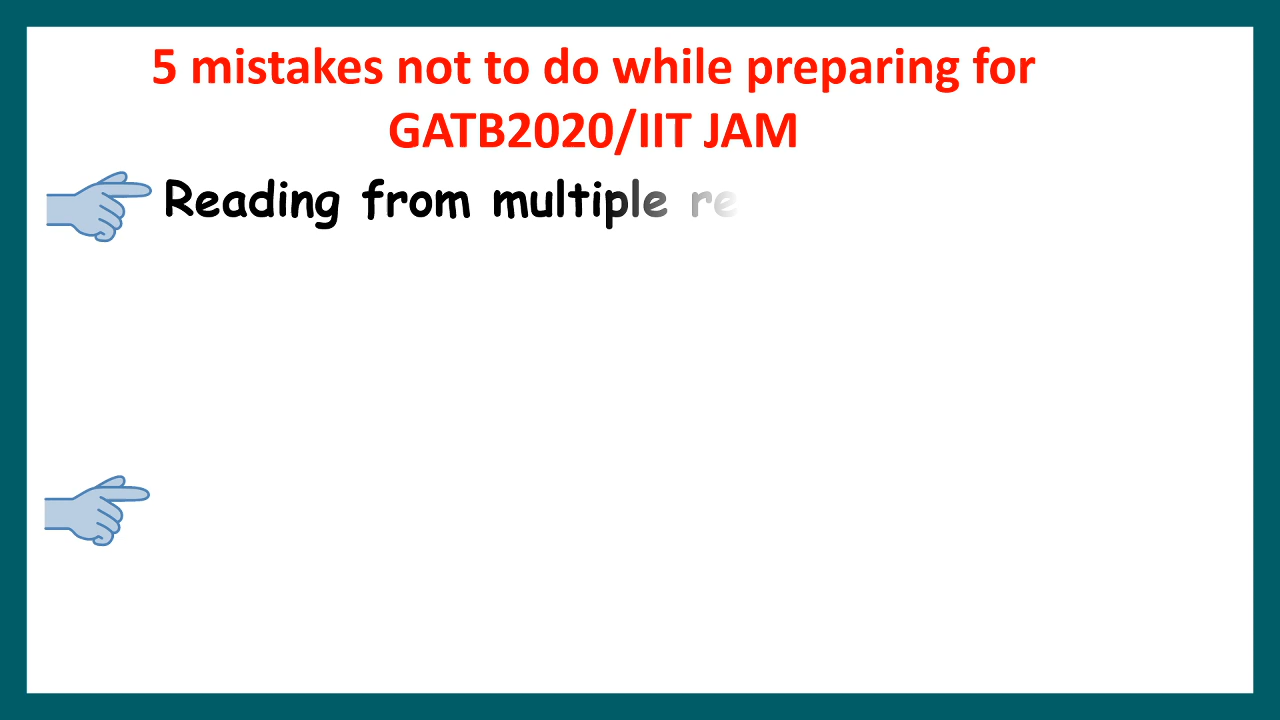 5 mistakes not to do while preparing for
GATB2020/IIT JAM
Reading from multiple